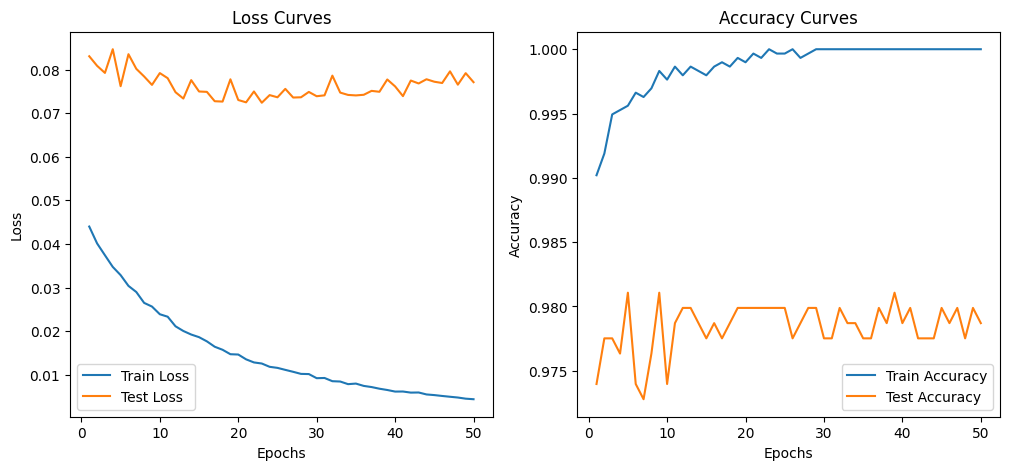 Loss Curves
Loss
0.08
0.07
0.06
0.05
0.04
0.03
0.02
0.01
Train Loss
Test Loss
0 10 20 30 40 50
Epochs
Accuracy Curves
Accuracy
1.000
0.995
0.990
0.985
0.980
0.975
Train Accuracy
Test Accuracy
0 10 20 30 40 50
Epochs